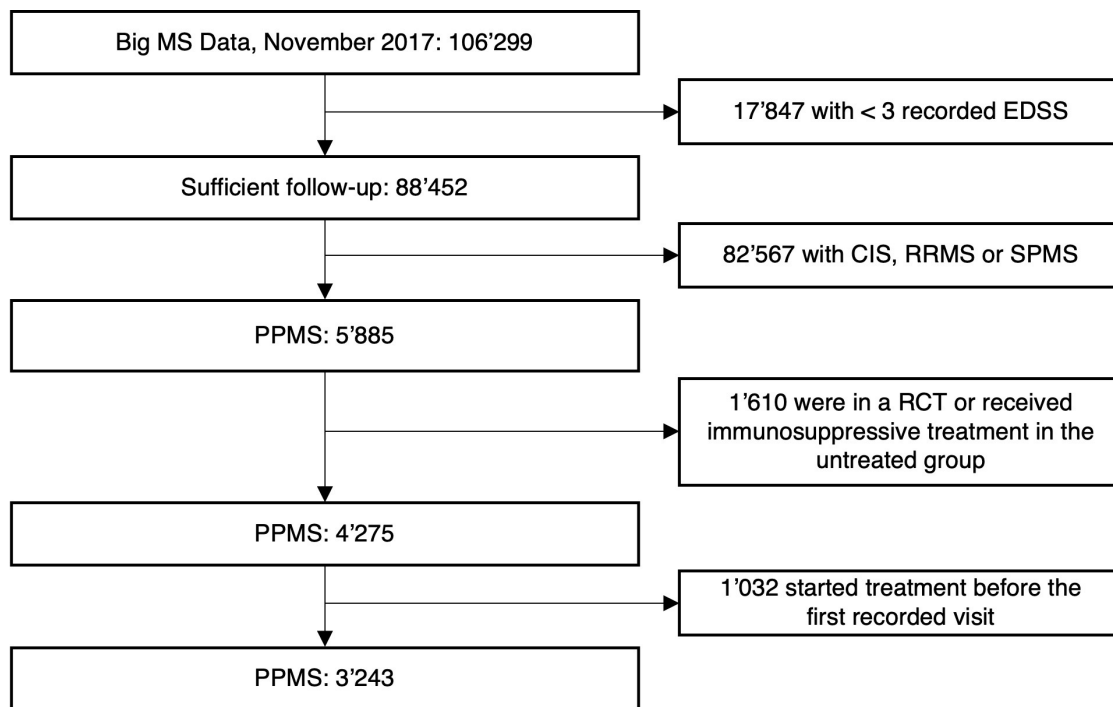 Big MS Data, November 2017: 106’299
17’847 with < 3 recorded EDSS
Sufficient follow-up: 88’452
82’567 with CIS, RRMS or SPMS
PPMS: 5’885
1’610 were in a RCT or received
immunosuppressive treatment in the
untreated group
PPMS: 4’275
1’032 started treatment before the
first recorded visit
PPMS: 3’243